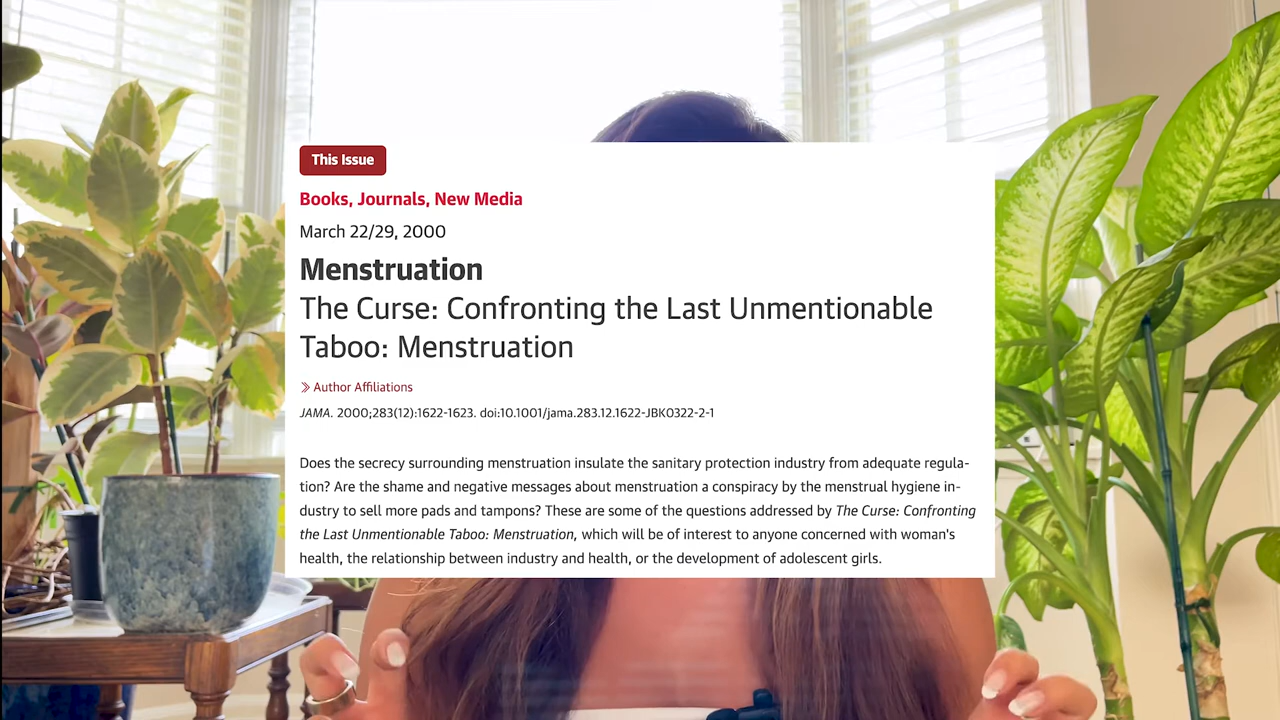 This Issue
Books, Journals, New Media
March 22/29, 2000
Menstruation
The Curse: Confronting the Last Unmentionable
Taboo: Menstruation
» Author Affiliations
JAMA. 2000;283(12):1622-1623. doi:10.1001/jama.283.12.1622-JBK0322-2-1
Does the secrecy surrounding menstruation insulate the sanitary protection industry from adequate regula-
tion? Are the shame and negative messages about menstruation a conspiracy by the menstrual hygiene in-
dustry to sell more pads and tampons? These are some of the questions addressed by The Curse: Confronting
the Last Unmentionable Taboo: Menstruation, which will be of interest to anyone concerned with woman's
health, the relationship between industry and health, or the development of adolescent girls.